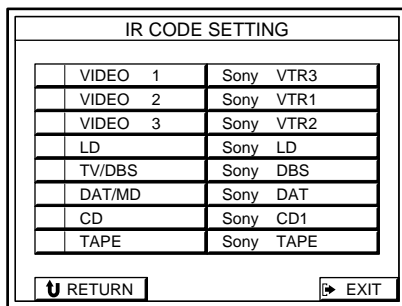 IR CODE SETTING
VIDEO 1 Sony VTR3
VIDEO 2 Sony VTR1
VIDEO 3 Sony VTR2
LD Sony LD
TV/DBS Sony DBS
DAT/MD Sony DAT
CD Sony CD1
TAPE Sony TAPE
RETURN EXIT